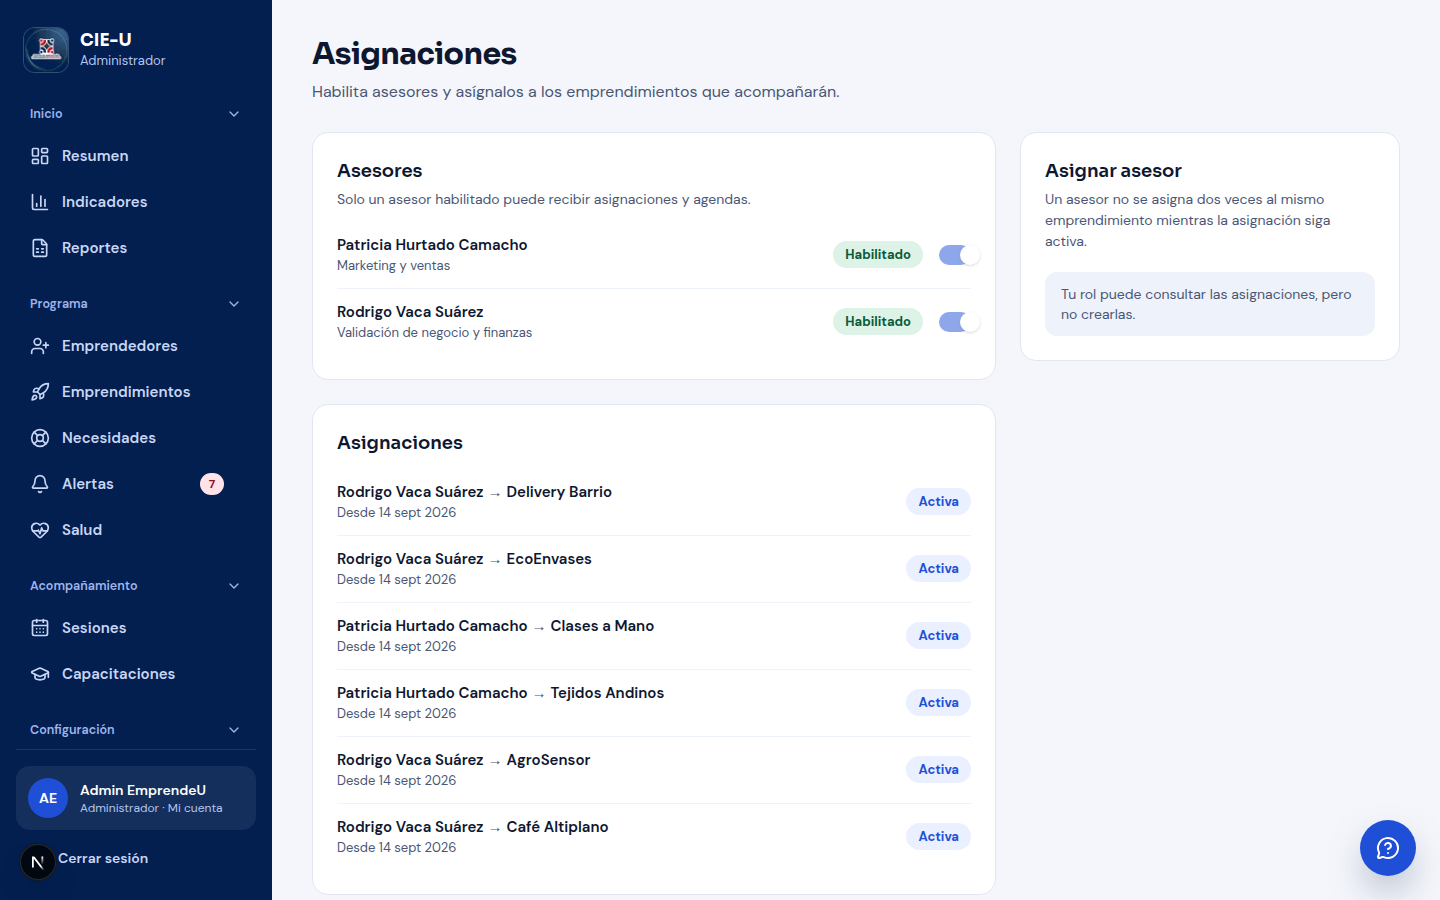 CIE-U
Administrador
Inicio
Resumen
Indicadores
Reportes
Programa
Emprendedores
Emprendimientos
Necesidades
Alertas 7
Salud
Acompañamiento
Sesiones
Capacitaciones
Configuración
AE
Admin EmprendeU
Administrador · Mi cuenta
N Cerrar sesión
Asignaciones
Habilita asesores y asígnalos a los emprendimientos que acompañarán.
Asesores
Solo un asesor habilitado puede recibir asignaciones y agendas.
Patricia Hurtado Camacho
Marketing y ventas
Habilitado
Rodrigo Vaca Suárez
Validación de negocio y finanzas
Habilitado
Asignar asesor
Un asesor no se asigna dos veces al mismo
emprendimiento mientras la asignación siga
activa.
Tu rol puede consultar las asignaciones, pero
no crearlas.
Asignaciones
Rodrigo Vaca Suárez → Delivery Barrio
Desde 14 sept 2026
Activa
Rodrigo Vaca Suárez → EcoEnvases
Desde 14 sept 2026
Activa
Patricia Hurtado Camacho → Clases a Mano
Desde 14 sept 2026
Activa
Patricia Hurtado Camacho → Tejidos Andinos
Desde 14 sept 2026
Activa
Rodrigo Vaca Suárez → AgroSensor
Desde 14 sept 2026
Activa
Rodrigo Vaca Suárez → Café Altiplano
Desde 14 sept 2026
Activa